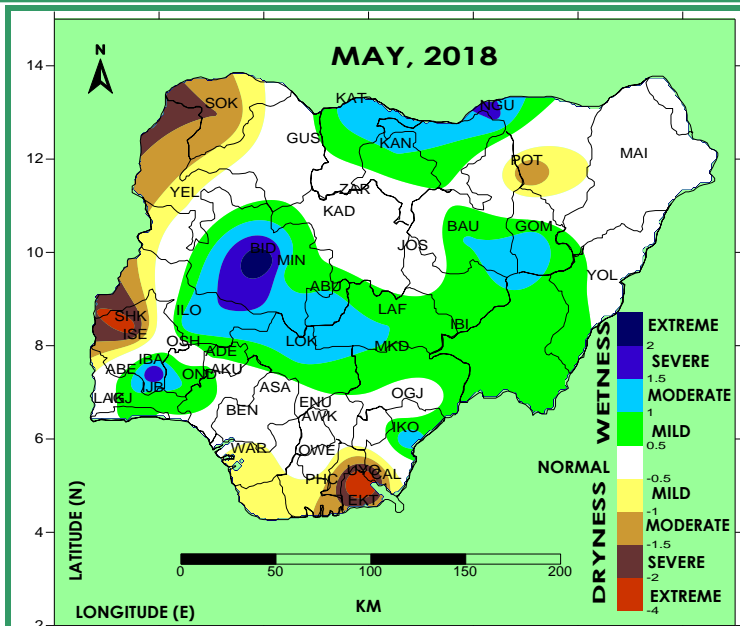 MAY, 2018
N
14
12
10
8
6
4
2
LATITUDE (N)
LONGITUDE (E)
SOK
KAT
NGU
GUS
KAN
POT
MAI
YEL
ZAR
KAD
BID
MIN
JOS
BAU
GOM
YOL
ABU
SHK
ILO
LAF
IBI
ISE
OSH
LOK
MKD
IBA
ADE
ABE
OND
AKU
IJB
ASA
OGJ
LAG
IKJ
BEN
ENU
AWK
IKO
WAR
OWE
PHC
UYO
CAL
EKT
0 50 100 150 200
KM
WETNESS
EXTREME
2
SEVERE
1.5
MODERATE
1
MILD
0.5
NORMAL
-0.5
DRYNESS
MILD
-1
MODERATE
-1.5
SEVERE
-2
EXTREME
-4